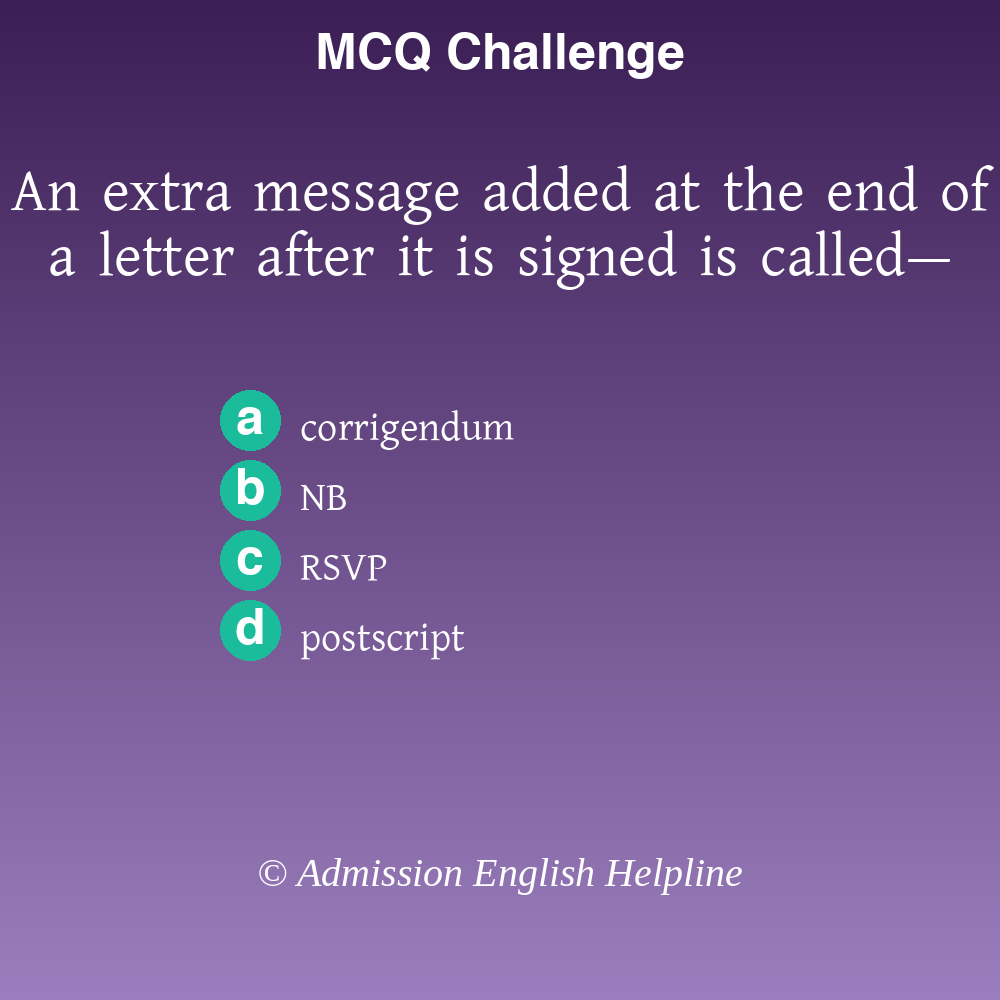 MCQ Challenge
An extra message added at the end of
a letter after it is signed is called—
a corrigendum
b NB
c RSVP
d postscript
© Admission English Helpline